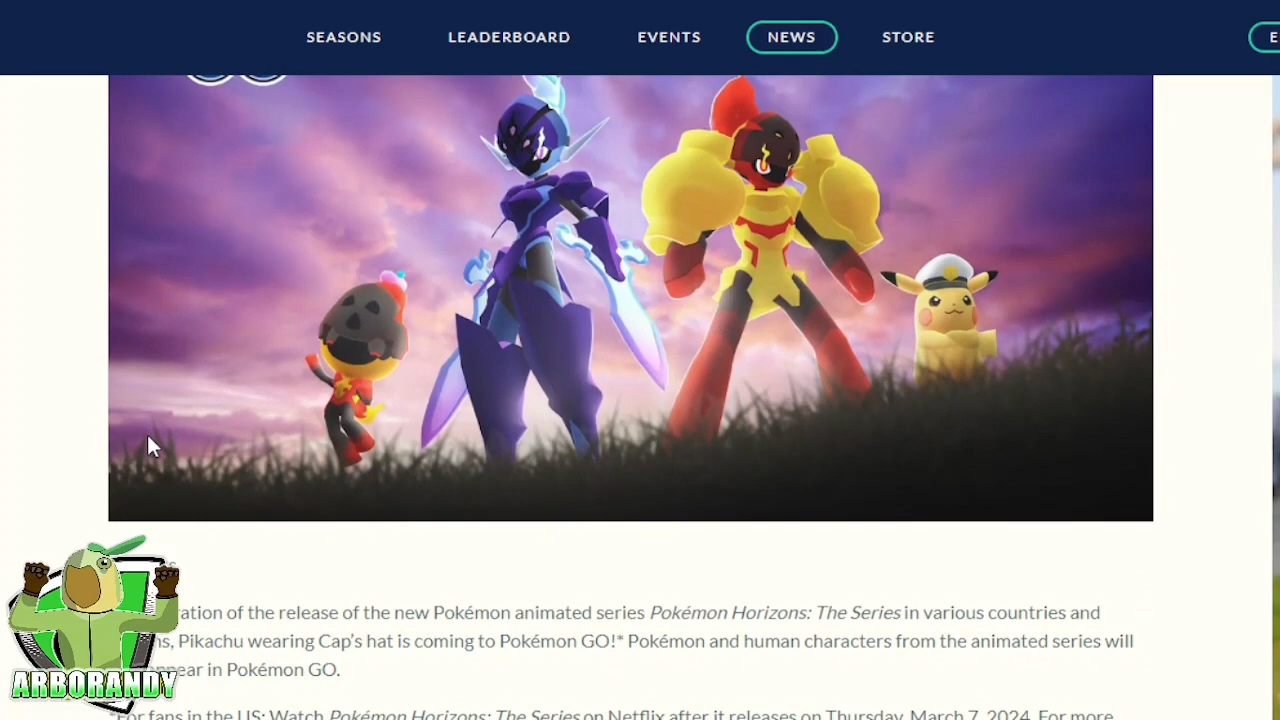 SEASONS LEADERBOARD EVENTS NEWS STORE E
ation of the release of the new Pokémon animated series Pokémon Horizons: The Series in various countries and
ns, Pikachu wearing Cap's hat is coming to Pokémon GO!* Pokémon and human characters from the animated series will
appear in Pokémon GO.
ARBORANDY
*For fans in the US: Watch Pokémon Horizons: The Series on Netflix after it releases on Thursday, March 7, 2024. For more